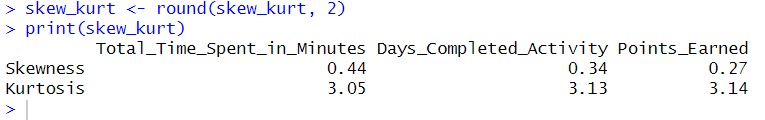 > skew_kurt <- round(skew_kurt, 2)
> print(skew_kurt)
         Total_Time_Spent_in_Minutes Days_Completed_Activity Points_Earned
Skewness                        0.44                    0.34          0.27
Kurtosis                        3.05                    3.13          3.14
>